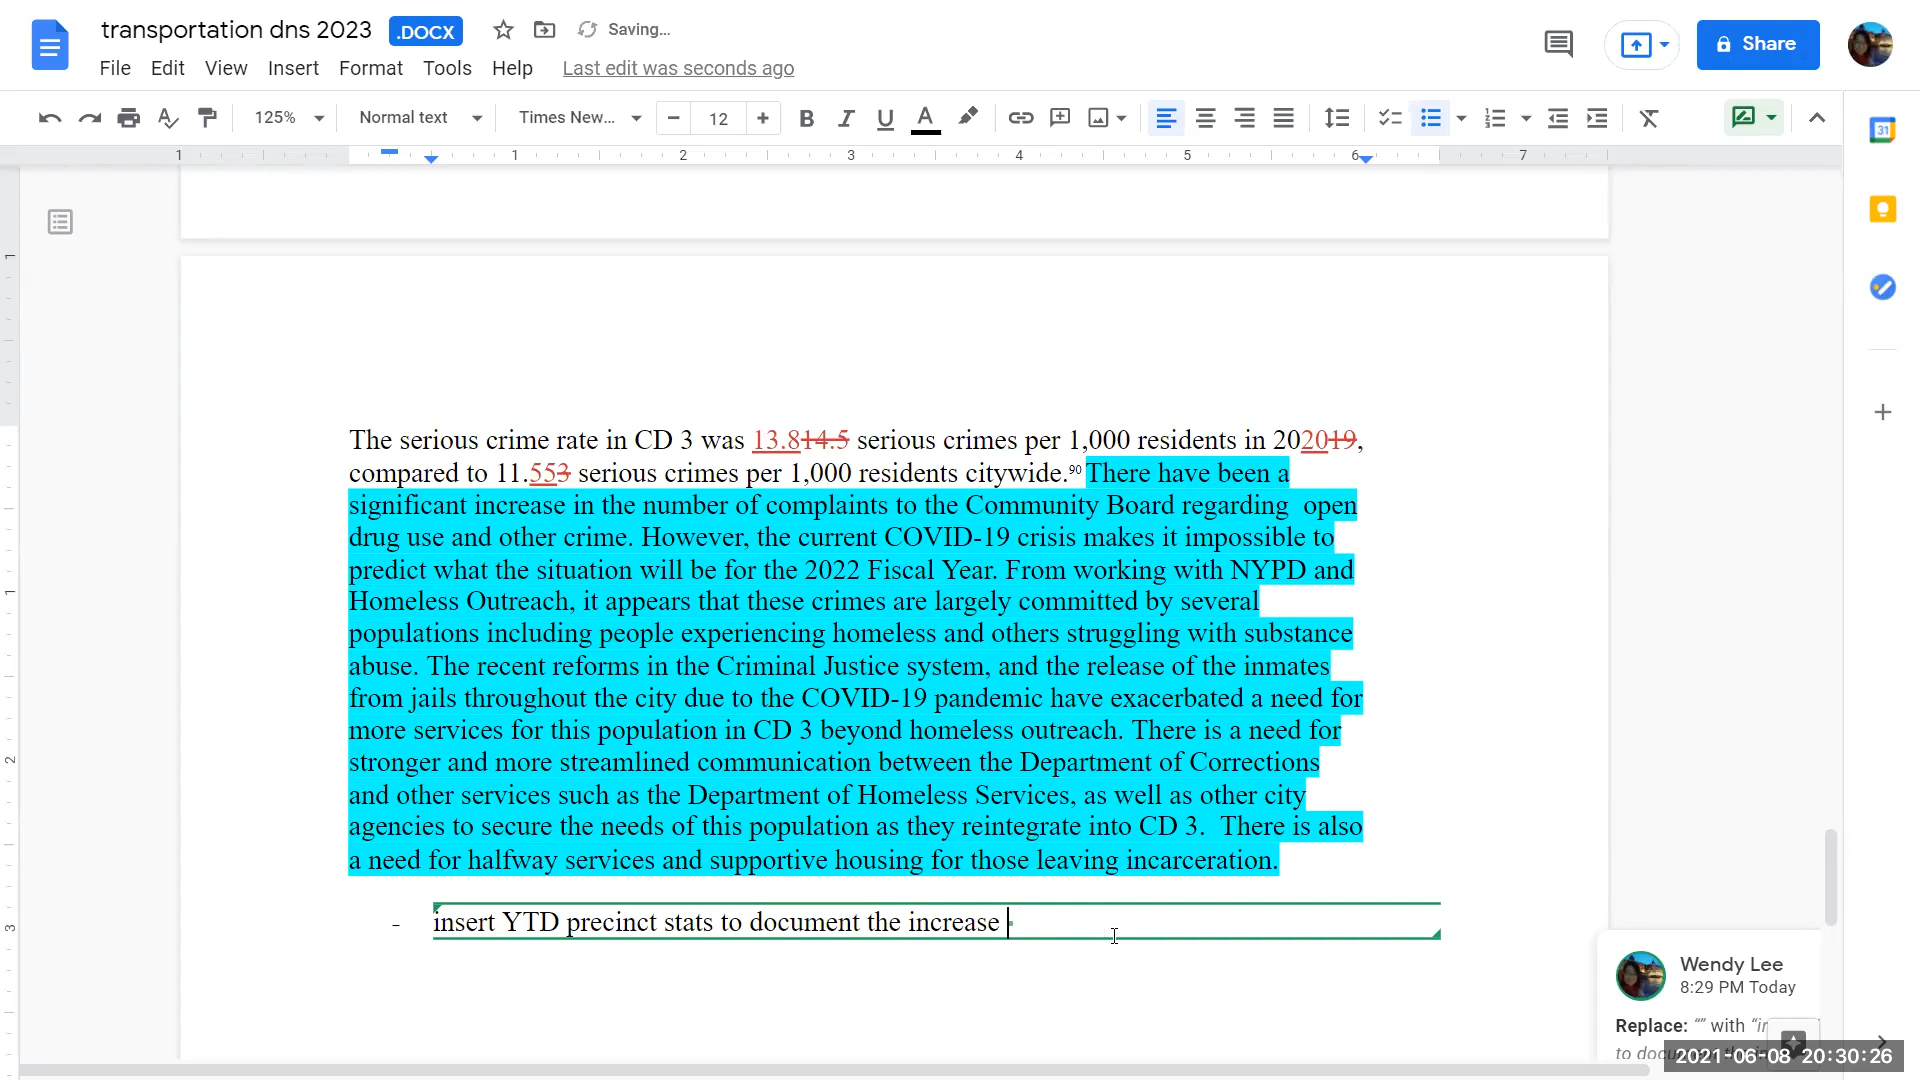 transportation dns 2023 .DOCX Saving...
Share
File Edit View Insert Format Tools Help Last edit was seconds ago
125% Normal text Times New... 12 B I U A
1 1 2 3 4 5 6 7
31
1
The serious crime rate in CD 3 was 13.814.5 serious crimes per 1,000 residents in 202019,
compared to 11.553 serious crimes per 1,000 residents citywide.90 There have been a
significant increase in the number of complaints to the Community Board regarding  open
drug use and other crime. However, the current COVID-19 crisis makes it impossible to
predict what the situation will be for the 2022 Fiscal Year. From working with NYPD and
1
Homeless Outreach, it appears that these crimes are largely committed by several
populations including people experiencing homeless and others struggling with substance
abuse. The recent reforms in the Criminal Justice system, and the release of the inmates
from jails throughout the city due to the COVID-19 pandemic have exacerbated a need for
more services for this population in CD 3 beyond homeless outreach. There is a need for
2
stronger and more streamlined communication between the Department of Corrections
and other services such as the Department of Homeless Services, as well as other city
agencies to secure the needs of this population as they reintegrate into CD 3.  There is also
a need for halfway services and supportive housing for those leaving incarceration.
3
- insert YTD precinct stats to document the increase
Wendy Lee
8:29 PM Today
Replace: “” with
to
2021-06-08 20:30:26